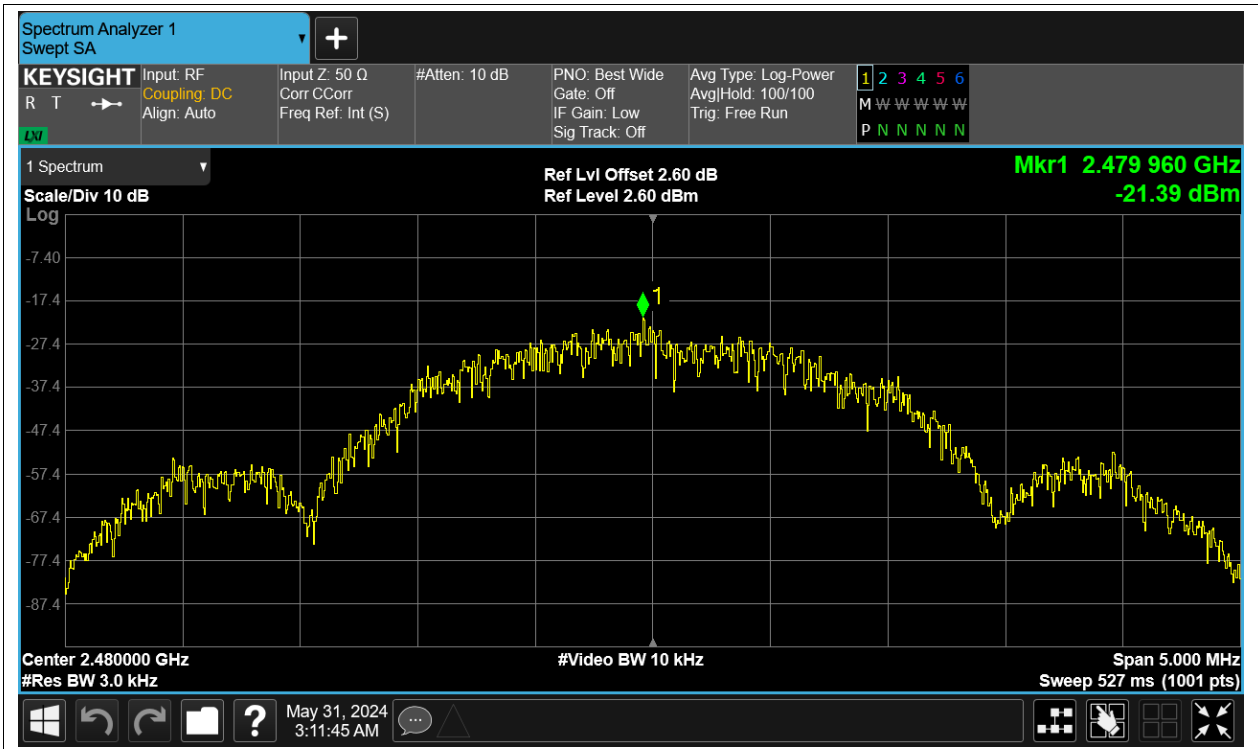 Spectrum Analyzer 1
Swept SA
+
KEYSIGHT
R T
LXI
Input: RF
Coupling: DC
Align: Auto
Input Z: 50 Ω
Corr CCorr
Freq Ref: Int (S)
#Atten: 10 dB
PNO: Best Wide
Gate: Off
IF Gain: Low
Sig Track: Off
Avg Type: Log-Power
Avg|Hold: 100/100
Trig: Free Run
1 2 3 4 5 6
M W W W W W
P N N N N N
1 Spectrum
Scale/Div 10 dB
Log
Ref Lvl Offset 2.60 dB
Ref Level 2.60 dBm
Mkr1 2.479 960 GHz
-21.39 dBm
1
-7.40
-17.4
-27.4
-37.4
-47.4
-57.4
-67.4
-77.4
-87.4
Center 2.480000 GHz
#Video BW 10 kHz
Span 5.000 MHz
#Res BW 3.0 kHz
Sweep 527 ms (1001 pts)
?
May 31, 2024
3:11:45 AM